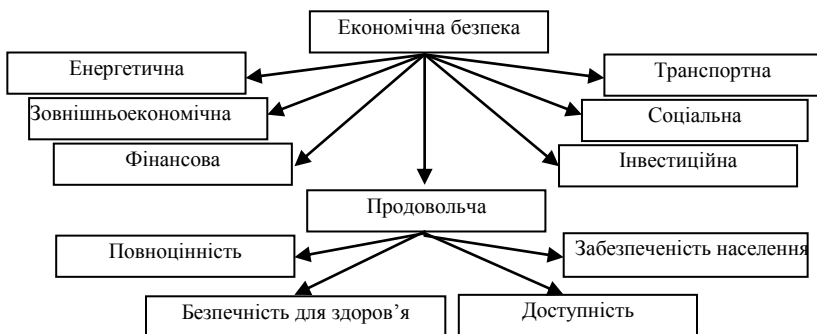 Економічна безпека
Енергетична
Транспортна
Зовнішньоекономічна
Соціальна
Фінансова
Інвестиційна
Продовольча
Повноцінність
Забезпеченість населення
Безпечність для здоров’я
Доступність